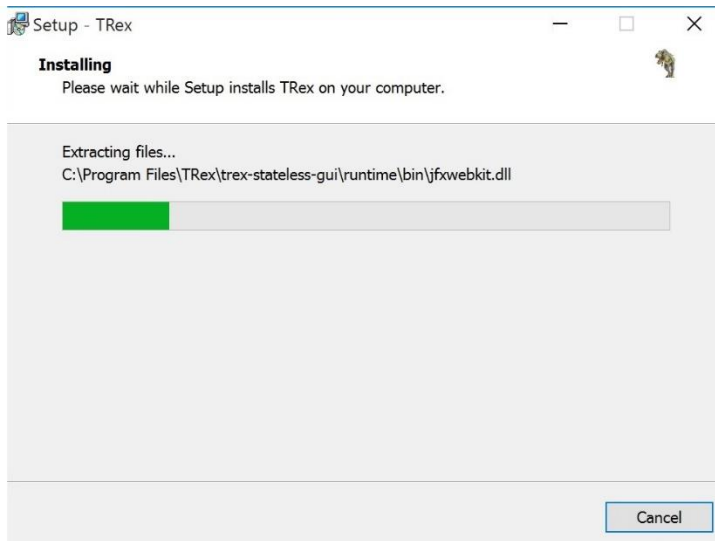 Setup - TRex
Installing
Please wait while Setup installs TRex on your computer.
Extracting files...
C:\Program Files\TRex\trex-stateless-gui\runtime\bin\jfxwebkit.dll
Cancel